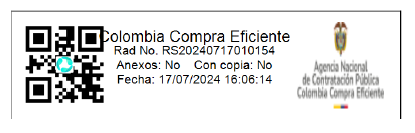 Colombia Compra Eficiente
Rad No. RS20240717010154
Anexos: No Con copia: No
Fecha: 17/07/2024 16:06:14
Agencia Nacional
de Contratación Pública
Colombia Compra Eficiente